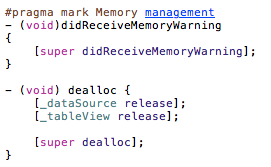 #pragma mark Memory management
- (void)didReceiveMemoryWarning
{
[super didReceiveMemoryWarning];
}
- (void) dealloc {
[_dataSource release];
[_tableView release];
[super dealloc];
}